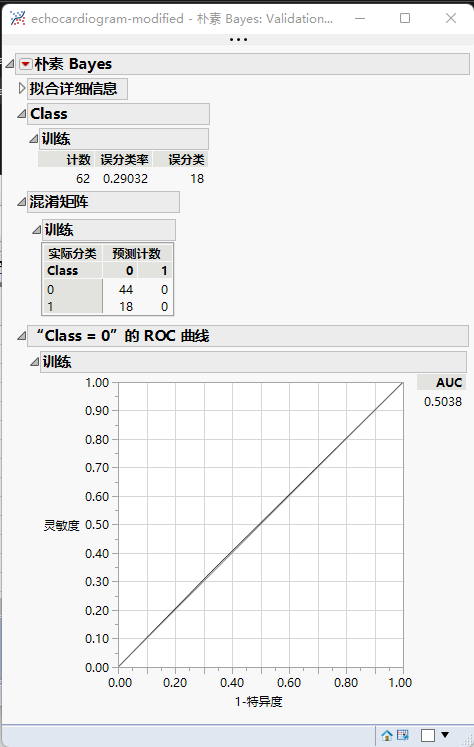 echocardiogram-modified - 朴素 Bayes: Validation...
朴素 Bayes
拟合详细信息
Class
训练
计数 误分类率 误分类
62 0.29032 18
混淆矩阵
训练
实际分类 预测计数
Class 0 1
0 44 0
1 18 0
“Class = 0”的 ROC 曲线
训练
AUC
0.5038
1.00
0.90
0.80
0.70
0.60
0.50
0.40
0.30
0.20
0.10
0.00
灵敏度
0.00 0.20 0.40 0.60 0.80 1.00
1-特异度